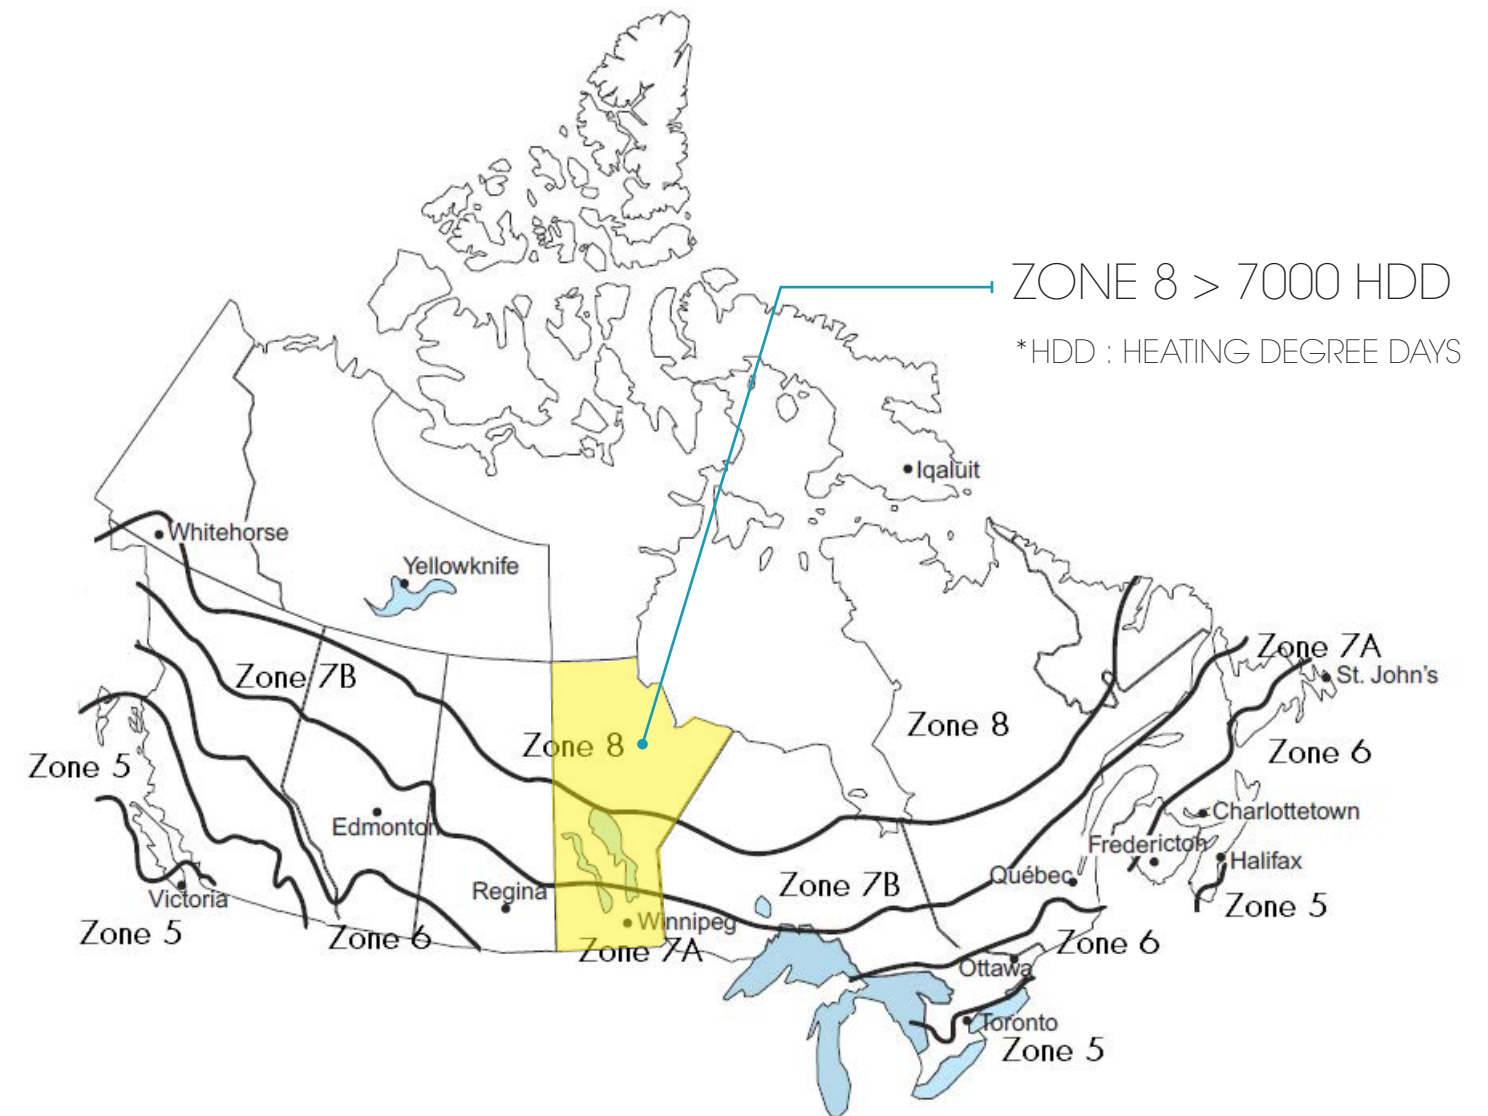 ZONE 8 > 7000 HDD
*HDD : HEATING DEGREE DAYS
Iqaluit
Whitehorse
Yellowknife
Zone 7A
St. John's
Zone 7B
Zone 8
Zone 8
Zone 6
Zone 5
Charlottetown
Edmonton
Fredericton
Halifax
Québec
Zone 7B
Regina
Victoria
Zone 5
Winnipeg
Zone 5
Zone 6
Zone 6
Zone 7A
Ottawa
Toronto
Zone 5